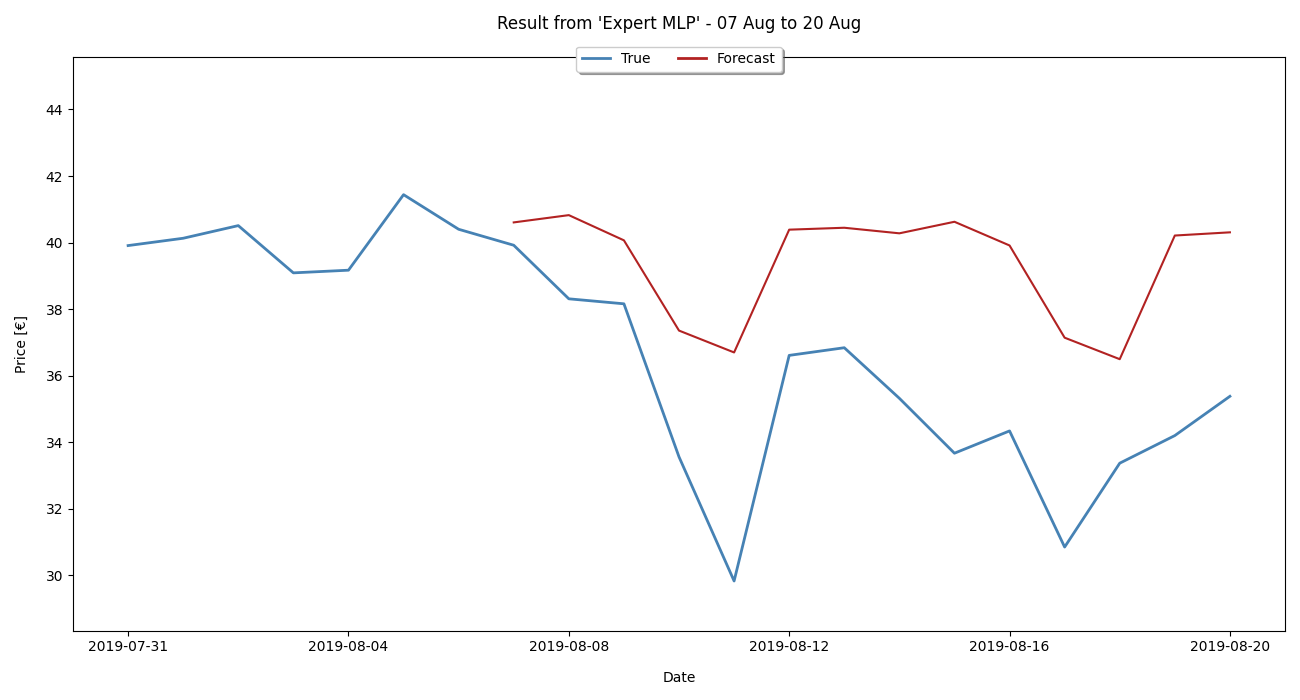 Result from 'Expert MLP' - 07 Aug to 20 Aug
True Forecast
44
42
40
38
36
34
32
30
Price [€]
2019-07-31 2019-08-04 2019-08-08 2019-08-12 2019-08-16 2019-08-20
Date